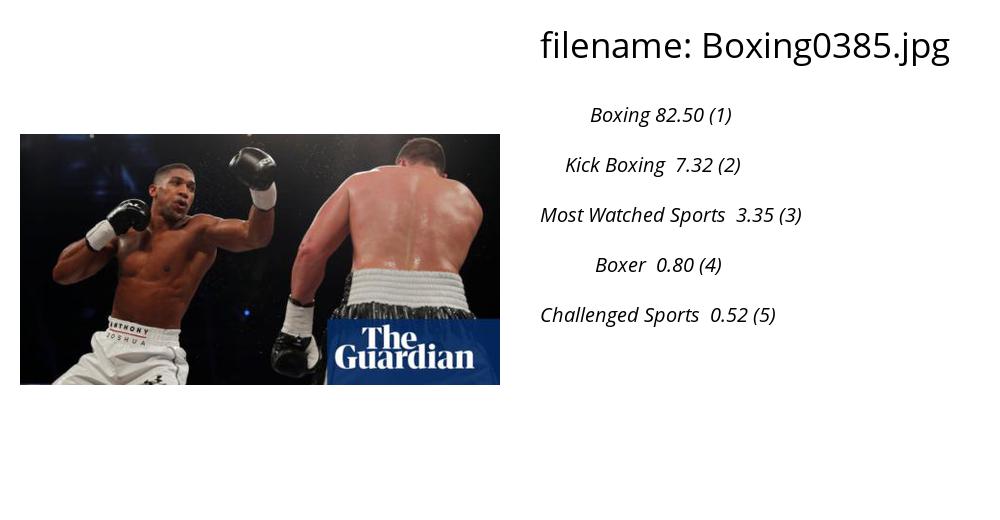 filename: Boxing0385.jpg
Boxing 82.50 (1)
Kick Boxing 7.32 (2)
Most Watched Sports 3.35 (3)
Boxer 0.80 (4)
Challenged Sports 0.52 (5)
ANTHONY
JOSHUA
The
Guardian